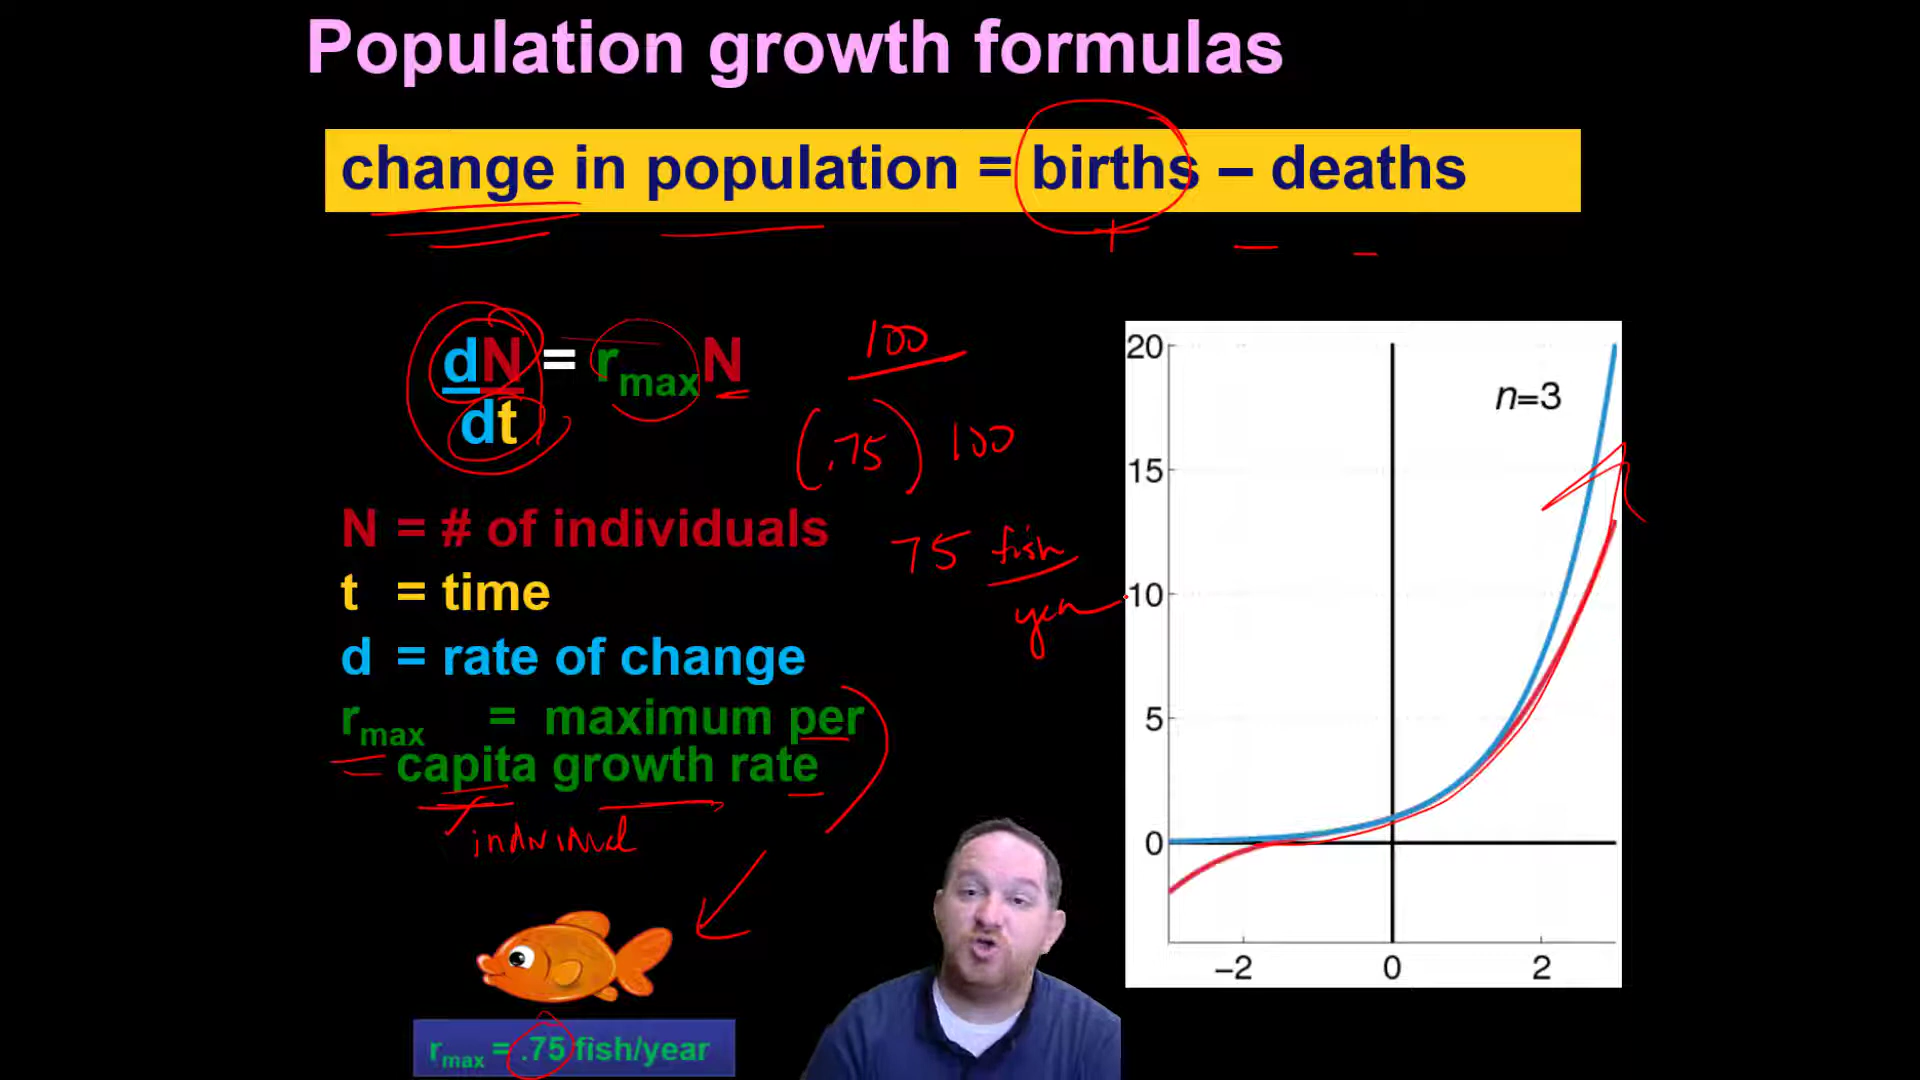 Population growth formulas
change in population = births – deaths
+ — –
dN = rmaxN
dt
100
(.75) 100
75 fish
year
N = # of individuals
t = time
d = rate of change
rmax = maximum per
capita growth rate
individual
rmax = .75 fish/year
20
n=3
15
10
5
0
−2 0 2